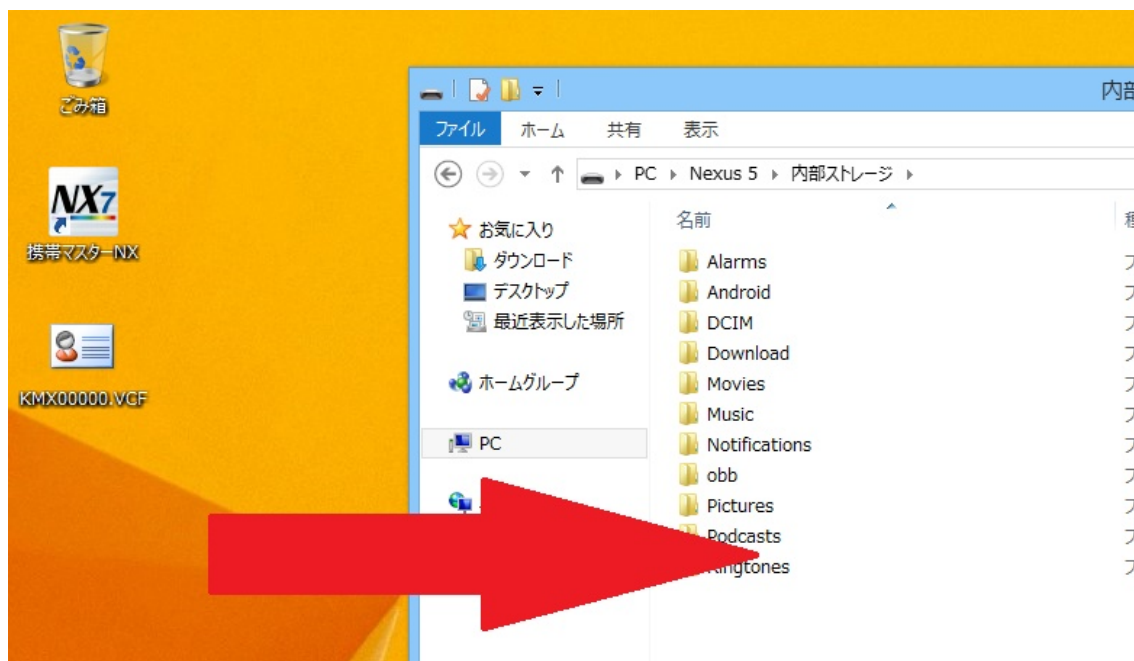 ごみ箱
NX7
携帯マスターNX
KMX00000.VCF
内部
ファイル ホーム 共有 表示
PC Nexus 5 内部ストレージ
お気に入り
ダウンロード
デスクトップ
最近表示した場所
ホームグループ
PC
名前
Alarms
Android
DCIM
Download
Movies
Music
Notifications
obb
Pictures
Podcasts
Ringtones